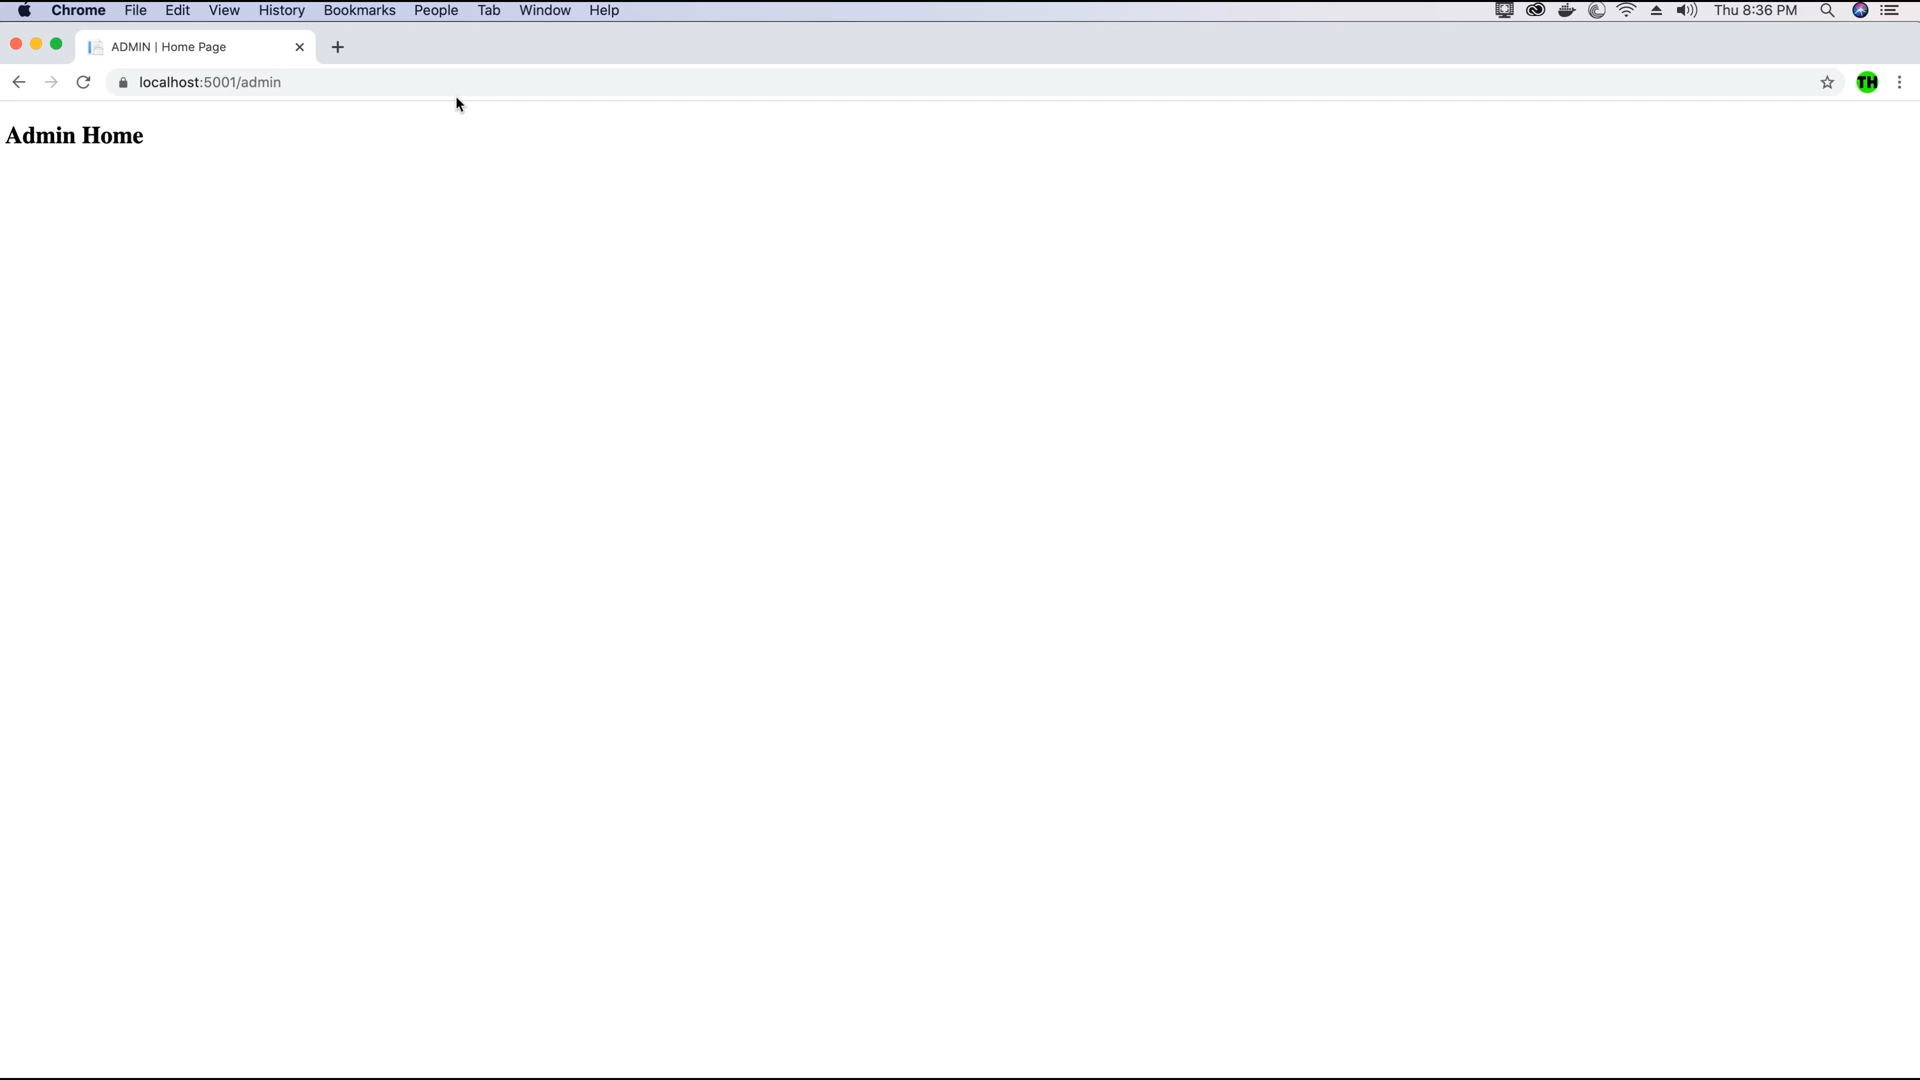 Chrome File Edit View History Bookmarks People Tab Window Help Thu 8:36 PM
ADMIN | Home Page
localhost:5001/admin TH
Admin Home